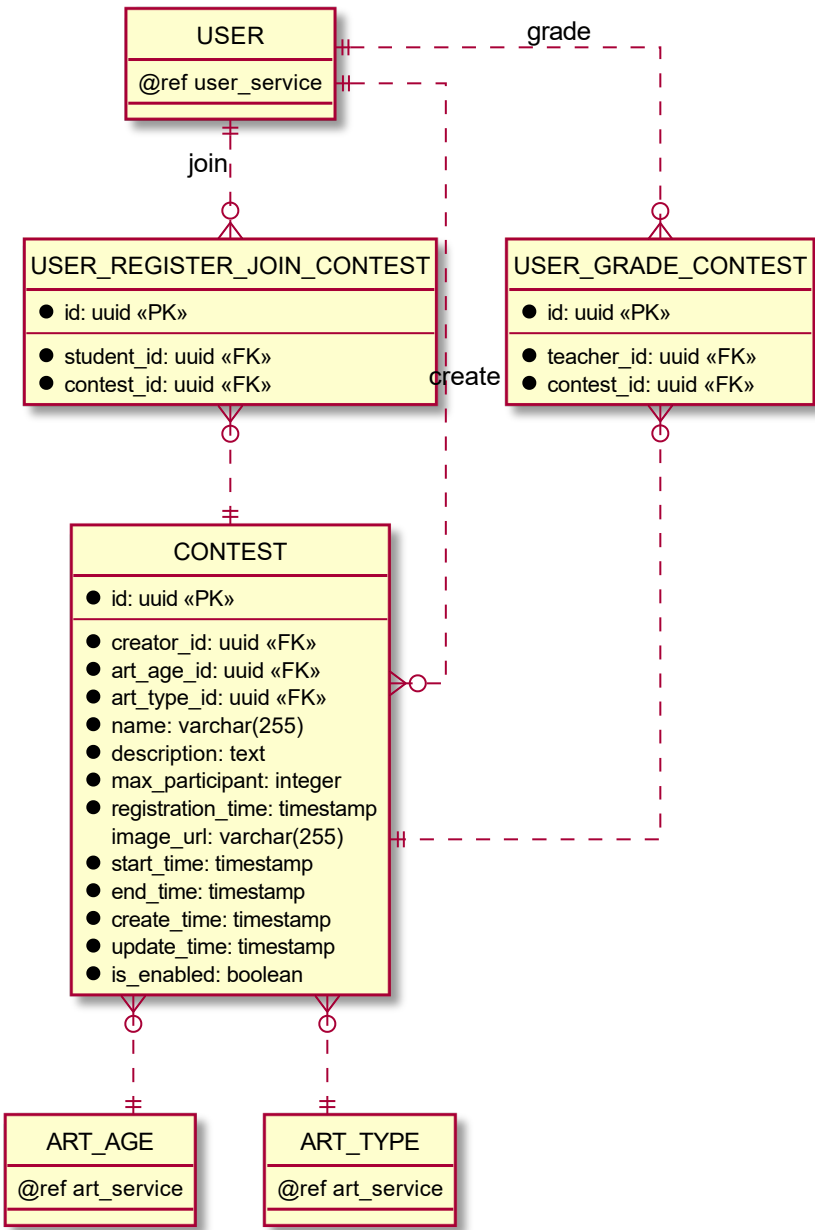 USER
@ref user_service
grade
join
USER_REGISTER_JOIN_CONTEST
id: uuid «PK»
student_id: uuid «FK»
contest_id: uuid «FK»
create
USER_GRADE_CONTEST
id: uuid «PK»
teacher_id: uuid «FK»
contest_id: uuid «FK»
CONTEST
id: uuid «PK»
creator_id: uuid «FK»
art_age_id: uuid «FK»
art_type_id: uuid «FK»
name: varchar(255)
description: text
max_participant: integer
registration_time: timestamp
image_url: varchar(255)
start_time: timestamp
end_time: timestamp
create_time: timestamp
update_time: timestamp
is_enabled: boolean
ART_AGE
@ref art_service
ART_TYPE
@ref art_service